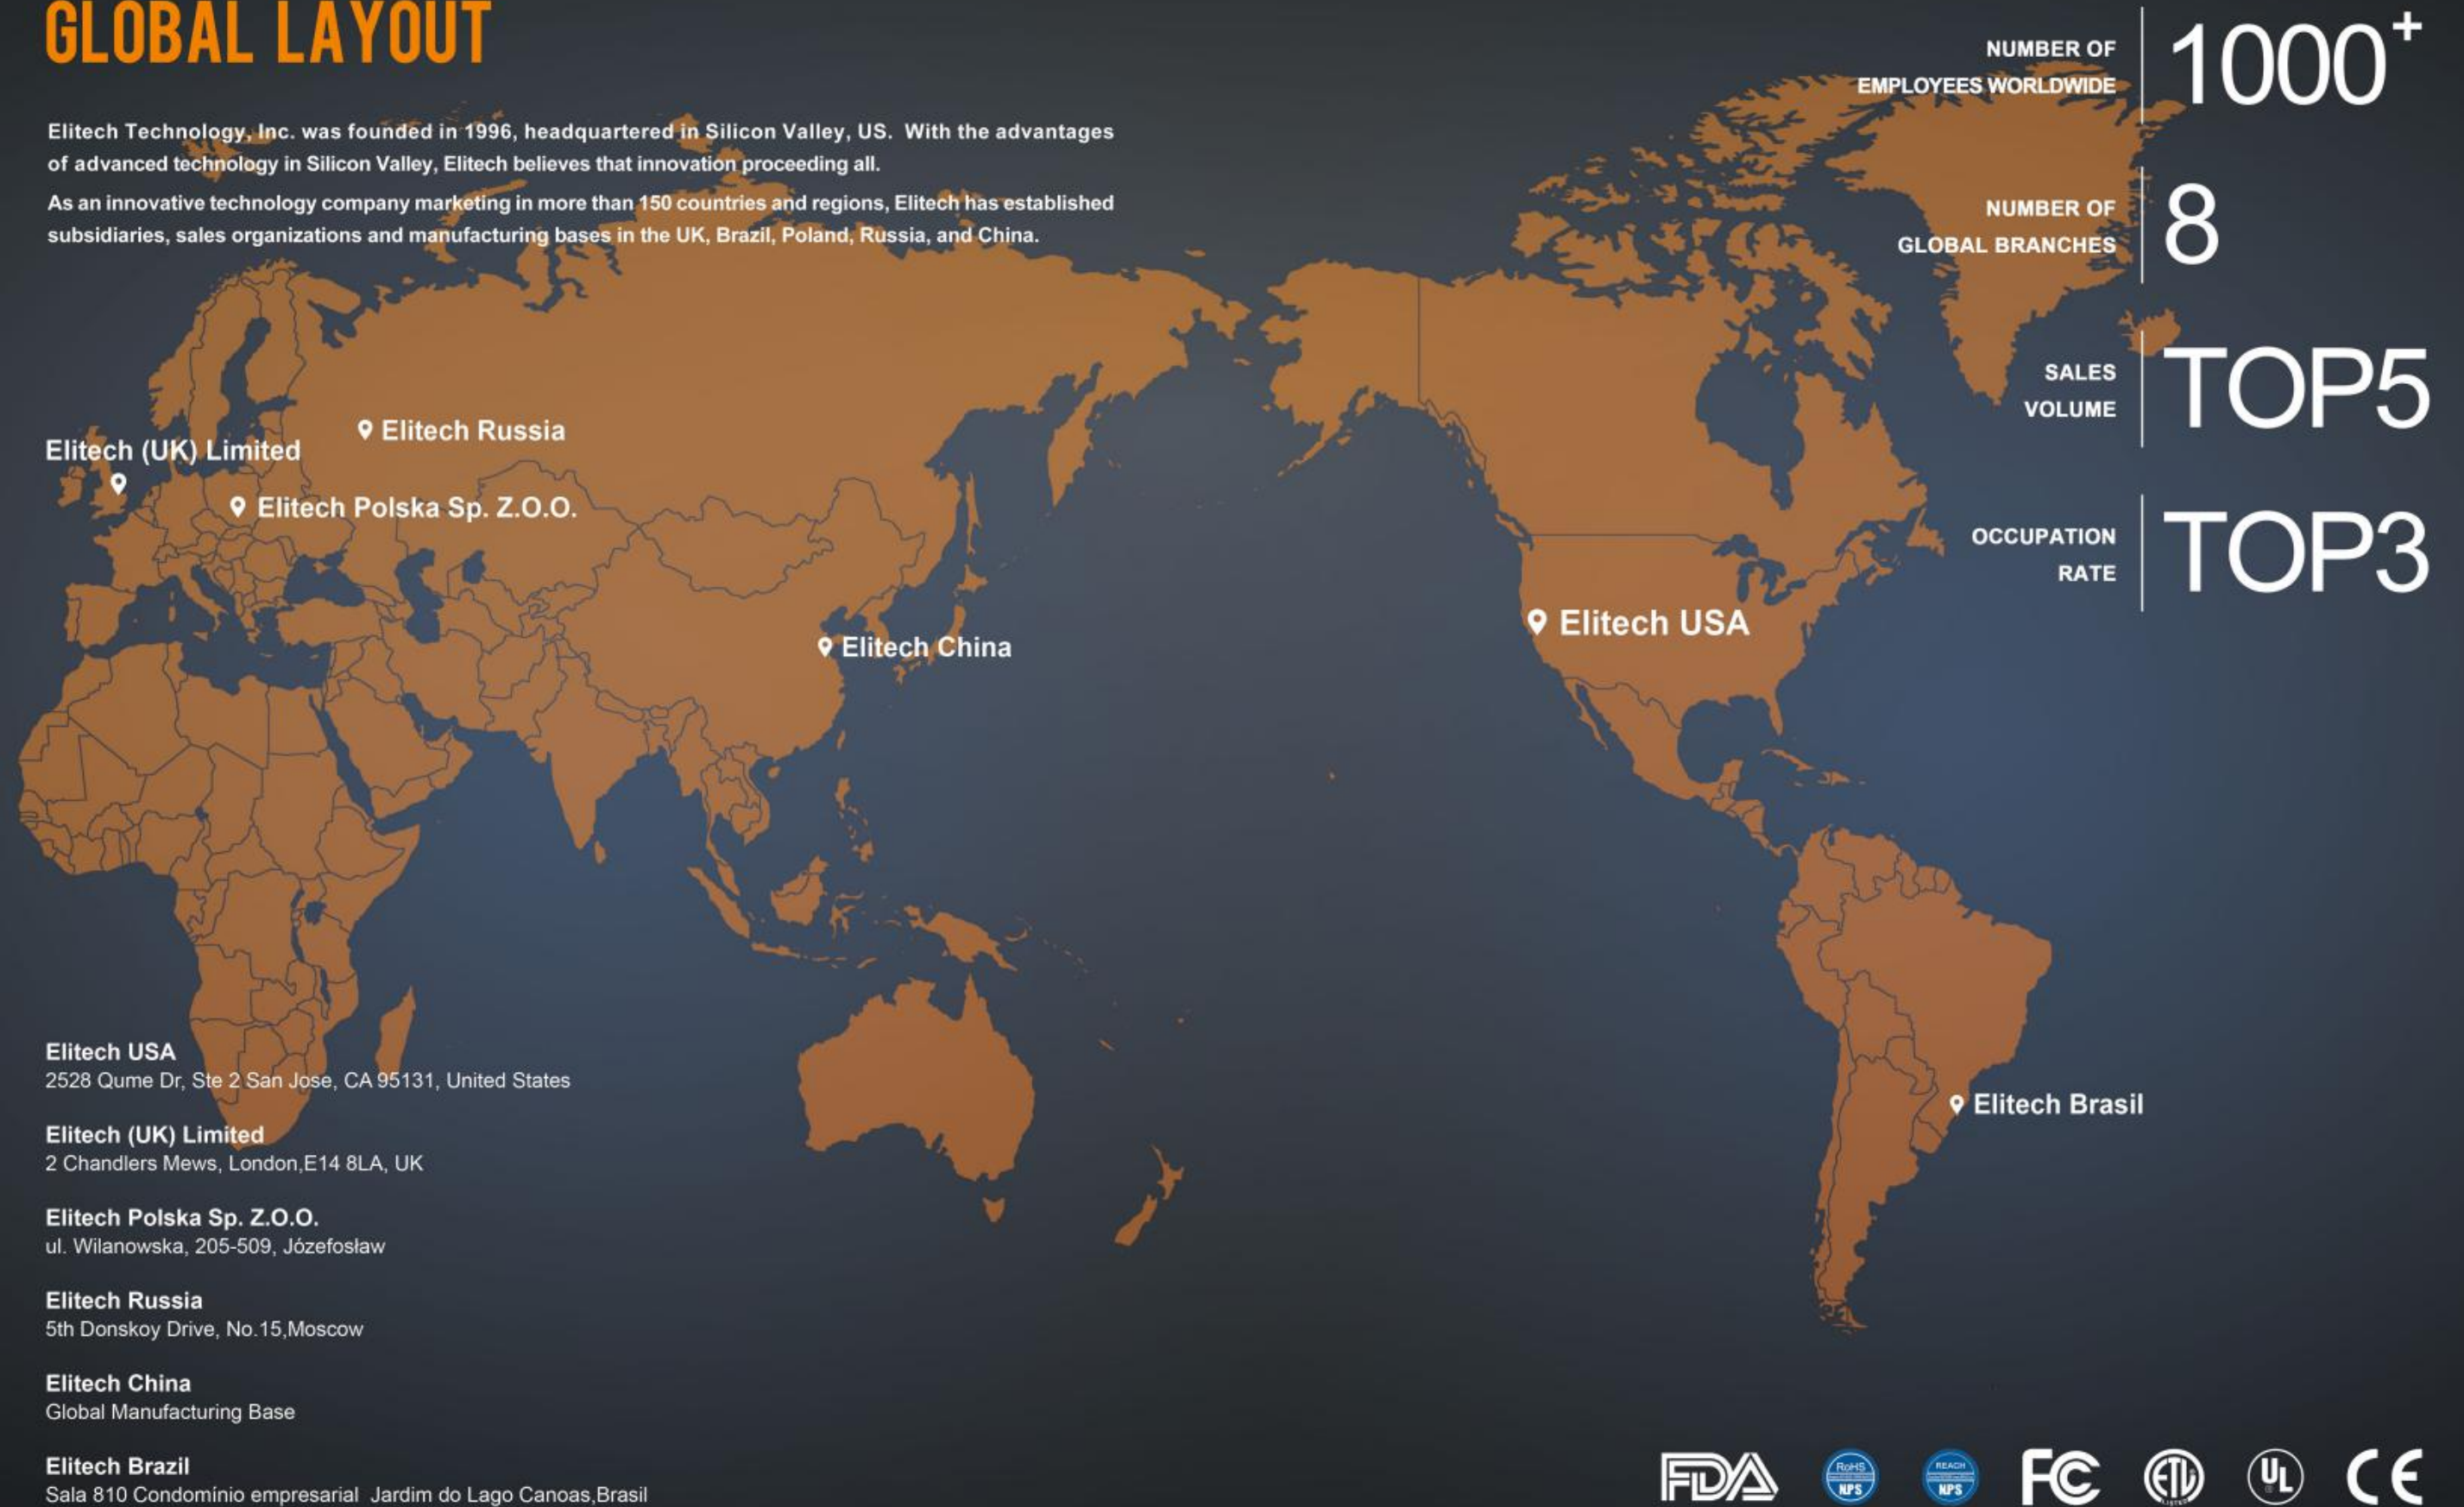 GLOBAL LAYOUT
Elitech Technology, Inc. was founded in 1996, headquartered in Silicon Valley, US. With the advantages
of advanced technology in Silicon Valley, Elitech believes that innovation proceeding all.
As an innovative technology company marketing in more than 150 countries and regions, Elitech has established
subsidiaries, sales organizations and manufacturing bases in the UK, Brazil, Poland, Russia, and China.
NUMBER OF
EMPLOYEES WORLDWIDE
1000+
NUMBER OF
GLOBAL BRANCHES
8
SALES
VOLUME
TOP5
OCCUPATION
RATE
TOP3
Elitech Russia
Elitech (UK) Limited
Elitech Polska Sp. Z.O.O.
Elitech China
Elitech USA
Elitech Brasil
Elitech USA
2528 Qume Dr, Ste 2 San Jose, CA 95131, United States
Elitech (UK) Limited
2 Chandlers Mews, London,E14 8LA, UK
Elitech Polska Sp. Z.O.O.
ul. Wilanowska, 205-509, Józefosław
Elitech Russia
5th Donskoy Drive, No.15,Moscow
Elitech China
Global Manufacturing Base
Elitech Brazil
Sala 810 Condomínio empresarial Jardim do Lago Canoas,Brasil
FDA
RoHS
NPS
REACH
NPS
FC
ETL
LISTED
UL
CE